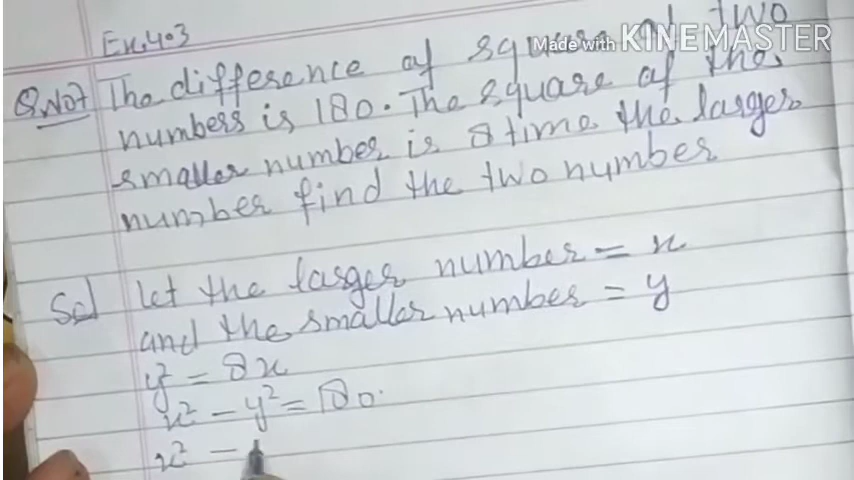 Ex.4.3
Made with KINEMASTER
Q.No7 The difference of square of two
numbers is 180. The square of the
smaller number is 8 time the larger
number find the two number
Sol let the larger number = x
and the smaller number = y
y² = 8x
x² - y² = 180.
x² -